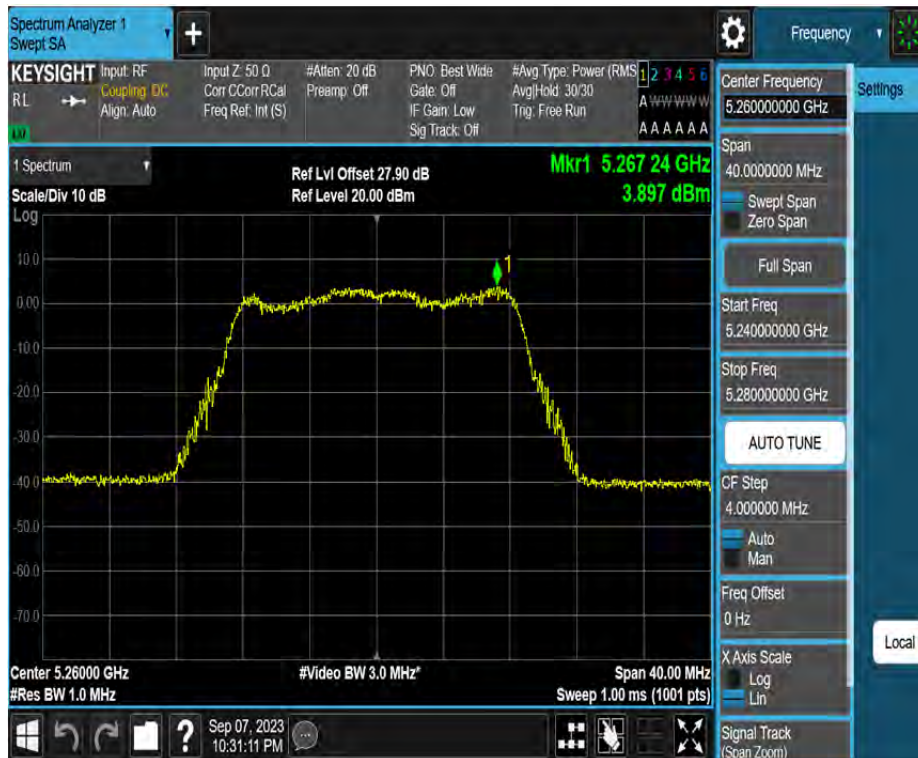 Spectrum Analyzer 1
Swept SA
+
Frequency
KEYSIGHT
RL
Input: RF
Coupling: DC
Align: Auto
Input Z: 50 Ω
Corr CCorr RCal
Freq Ref: Int (S)
#Atten: 20 dB
Preamp: Off
PNO: Best Wide
Gate: Off
IF Gain: Low
Sig Track: Off
#Avg Type: Power (RMS
Avg|Hold: 30/30
Trig: Free Run
1 2 3 4 5 6
A W W W W W
A A A A A A
LXI
1 Spectrum
Scale/Div 10 dB
Log
Ref Lvl Offset 27.90 dB
Ref Level 20.00 dBm
Mkr1 5.267 24 GHz
3.897 dBm
1
10.0
0.00
-10.0
-20.0
-30.0
-40.0
-50.0
-60.0
-70.0
Center 5.26000 GHz
#Res BW 1.0 MHz
#Video BW 3.0 MHz*
Span 40.00 MHz
Sweep 1.00 ms (1001 pts)
?
Sep 07, 2023
10:31:11 PM
Center Frequency
5.260000000 GHz
Span
40.0000000 MHz
Swept Span
Zero Span
Full Span
Start Freq
5.240000000 GHz
Stop Freq
5.280000000 GHz
AUTO TUNE
CF Step
4.000000 MHz
Auto
Man
Freq Offset
0 Hz
X Axis Scale
Log
Lin
Signal Track
(Span Zoom)
Settings
Local